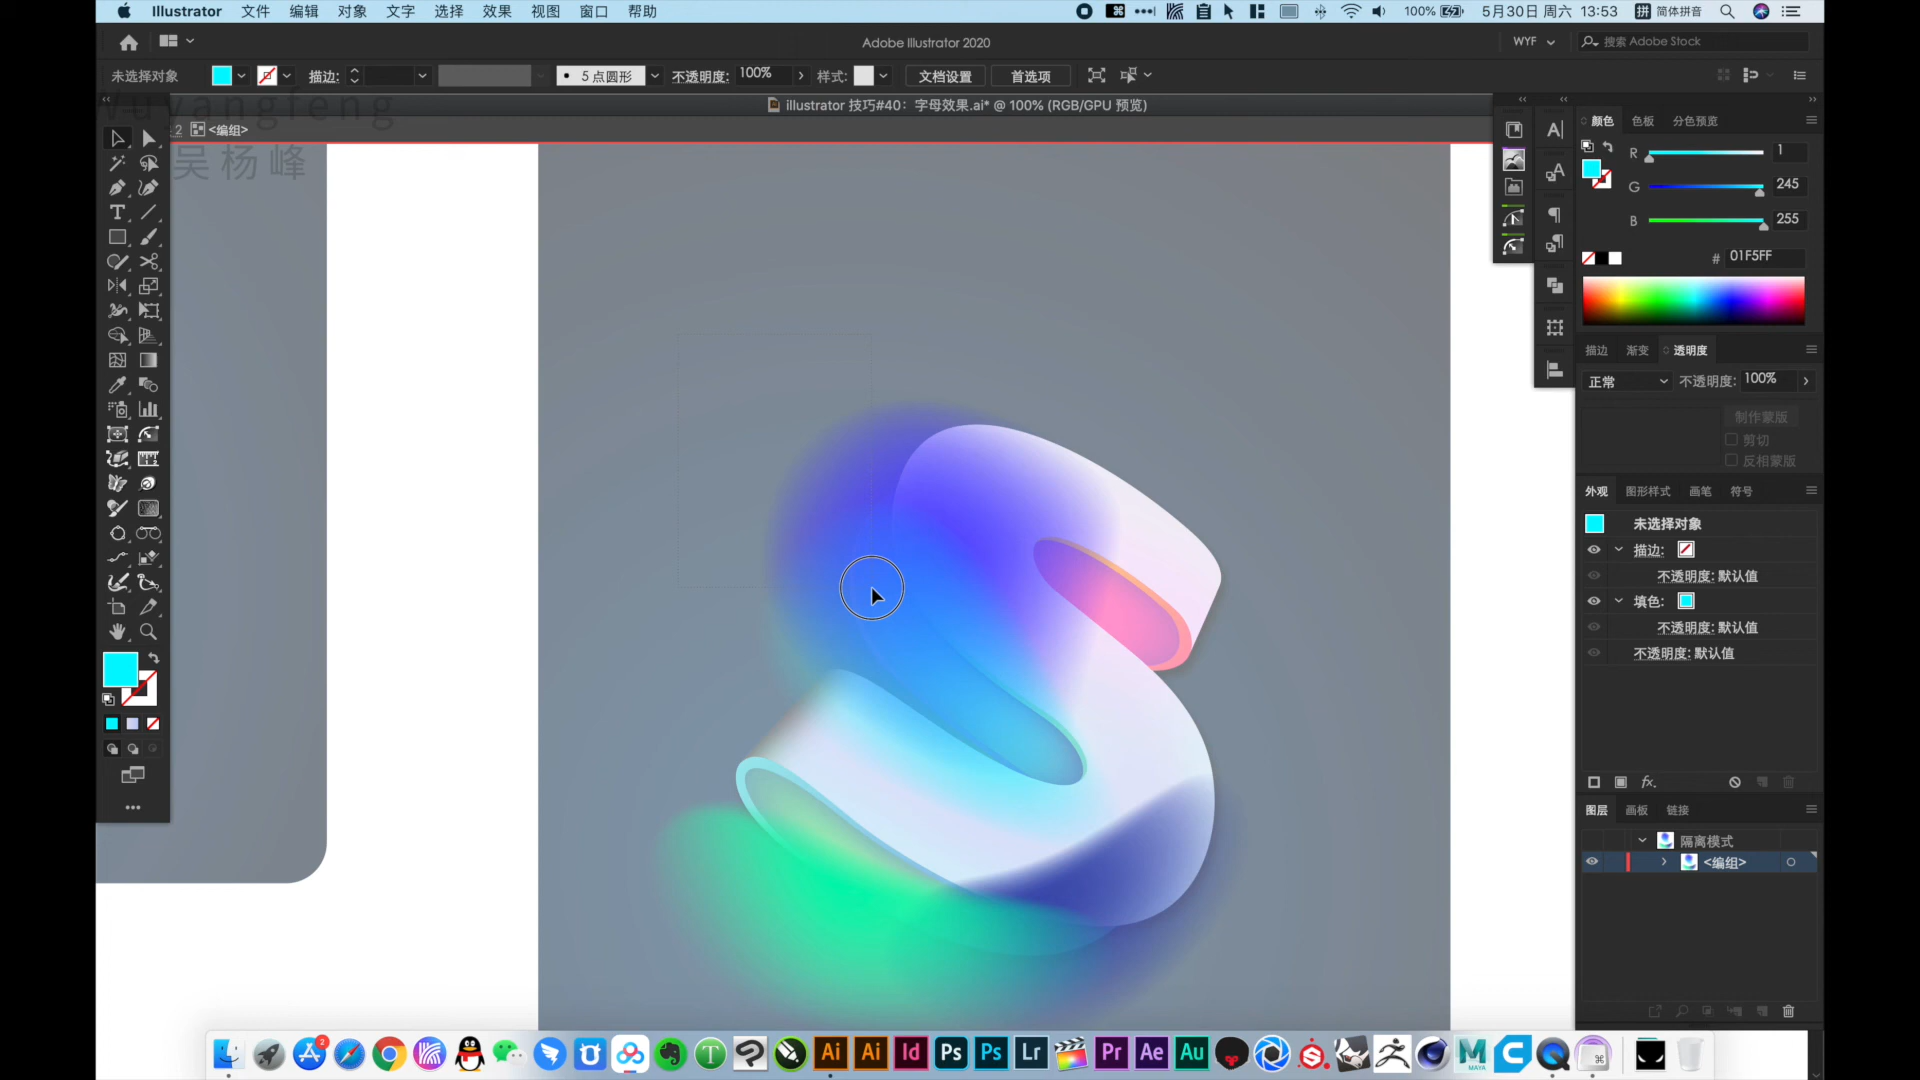 Illustrator 文件 编辑 对象 文字 选择 效果 视图 窗口 帮助 100% 5月30日 周六 13:53 拼 简体拼音
Adobe Illustrator 2020 WYF 搜索 Adobe Stock
未选择对象 描边: 5 点圆形 不透明度: 100% 样式: 文档设置 首选项
Wuyangfeng
吴杨峰
illustrator 技巧#40：字母效果.ai* @ 100% (RGB/GPU 预览)
2 <编组>
颜色 色板 分色预览
R 1
G 245
B 255
# 01F5FF
描边 渐变 透明度
正常 不透明度: 100%
制作蒙版
剪切
反相蒙版
外观 图形样式 画笔 符号
未选择对象
描边:
不透明度: 默认值
填色:
不透明度: 默认值
不透明度: 默认值
fx.
图层 画板 链接
隔离模式
<编组>
2 Ai Ai Id Ps Ps Lr Pr Ae Au MAYA